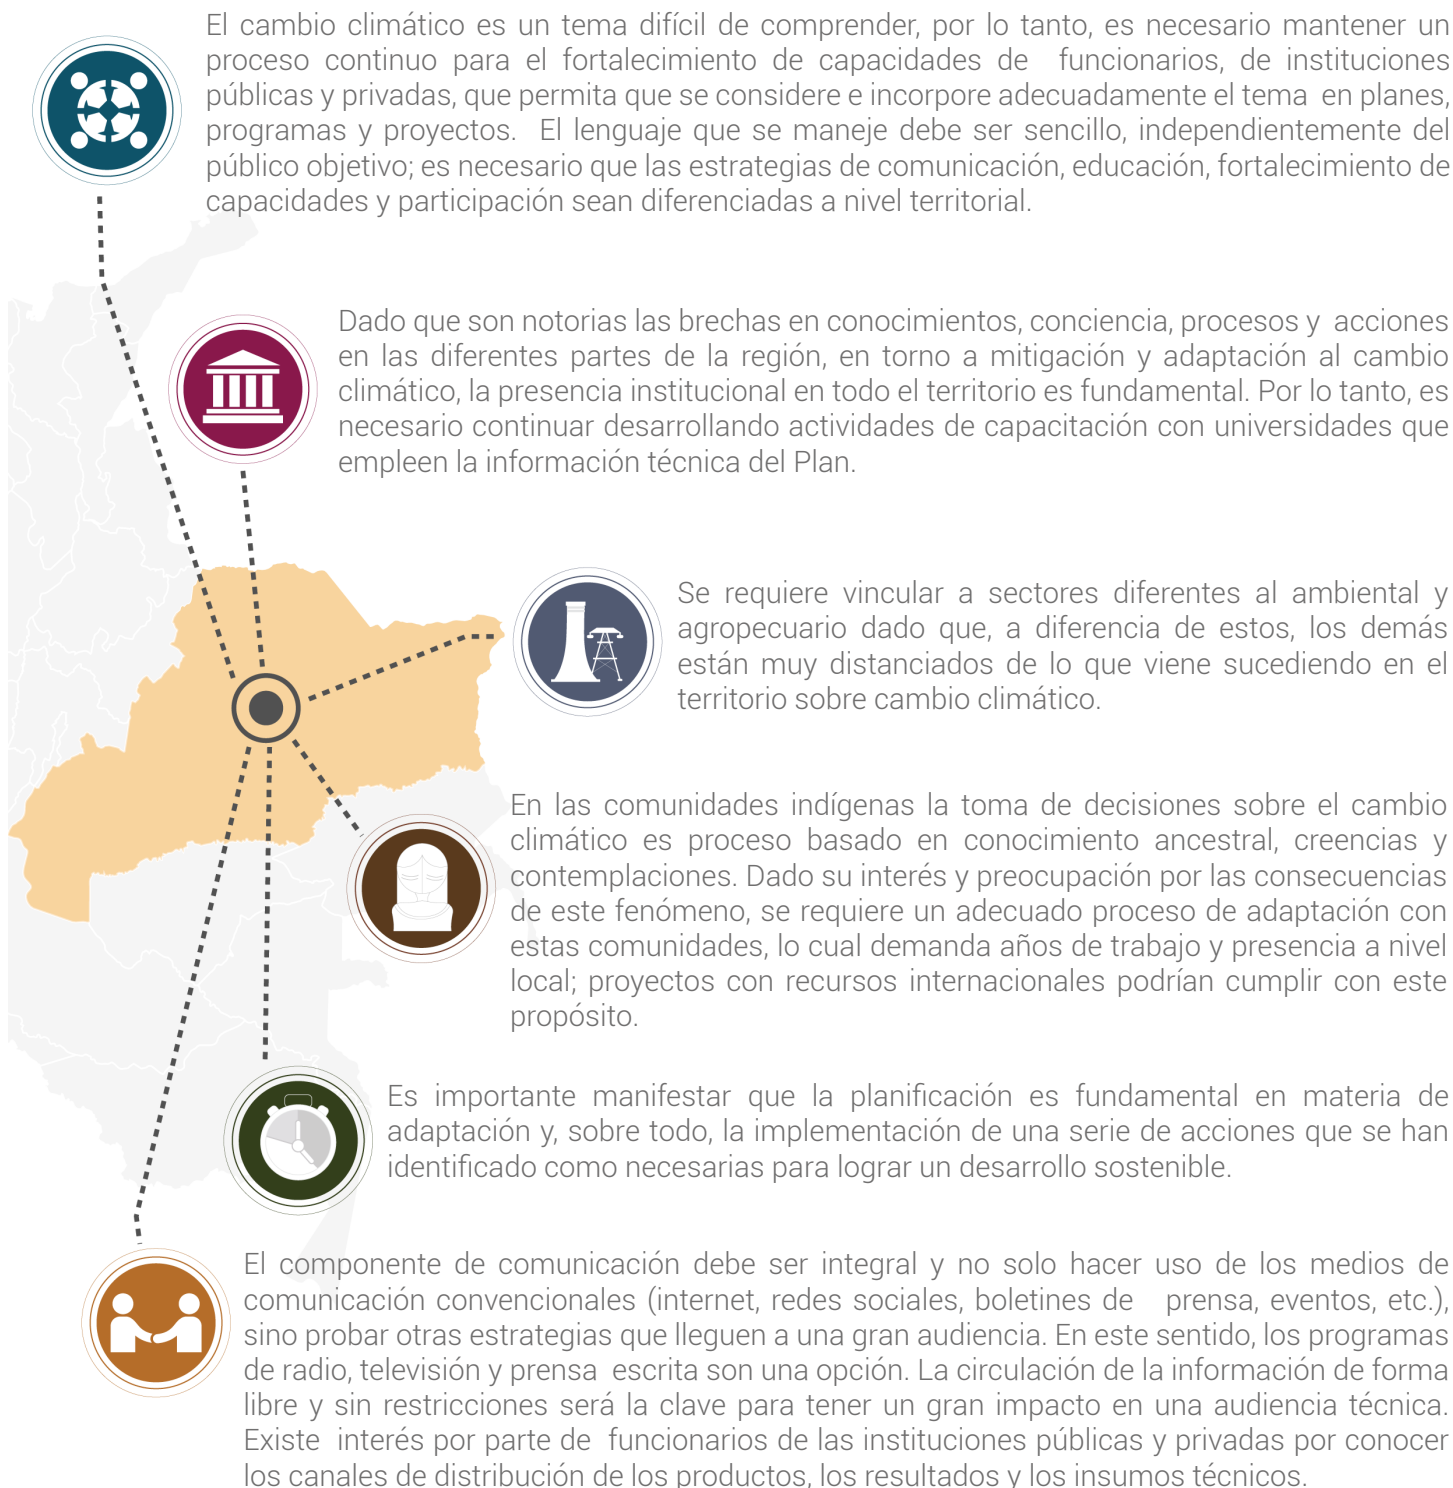 El cambio climático es un tema difícil de comprender, por lo tanto, es necesario mantener un
proceso continuo para el fortalecimiento de capacidades de funcionarios, de instituciones
públicas y privadas, que permita que se considere e incorpore adecuadamente el tema en planes,
programas y proyectos. El lenguaje que se maneje debe ser sencillo, independientemente del
público objetivo; es necesario que las estrategias de comunicación, educación, fortalecimiento de
capacidades y participación sean diferenciadas a nivel territorial.
Dado que son notorias las brechas en conocimientos, conciencia, procesos y acciones
en las diferentes partes de la región, en torno a mitigación y adaptación al cambio
climático, la presencia institucional en todo el territorio es fundamental. Por lo tanto, es
necesario continuar desarrollando actividades de capacitación con universidades que
empleen la información técnica del Plan.
Se requiere vincular a sectores diferentes al ambiental y
agropecuario dado que, a diferencia de estos, los demás
están muy distanciados de lo que viene sucediendo en el
territorio sobre cambio climático.
En las comunidades indígenas la toma de decisiones sobre el cambio
climático es proceso basado en conocimiento ancestral, creencias y
contemplaciones. Dado su interés y preocupación por las consecuencias
de este fenómeno, se requiere un adecuado proceso de adaptación con
estas comunidades, lo cual demanda años de trabajo y presencia a nivel
local; proyectos con recursos internacionales podrían cumplir con este
propósito.
Es importante manifestar que la planificación es fundamental en materia de
adaptación y, sobre todo, la implementación de una serie de acciones que se han
identificado como necesarias para lograr un desarrollo sostenible.
El componente de comunicación debe ser integral y no solo hacer uso de los medios de
comunicación convencionales (internet, redes sociales, boletines de prensa, eventos, etc.),
sino probar otras estrategias que lleguen a una gran audiencia. En este sentido, los programas
de radio, televisión y prensa escrita son una opción. La circulación de la información de forma
libre y sin restricciones será la clave para tener un gran impacto en una audiencia técnica.
Existe interés por parte de funcionarios de las instituciones públicas y privadas por conocer
los canales de distribución de los productos, los resultados y los insumos técnicos.